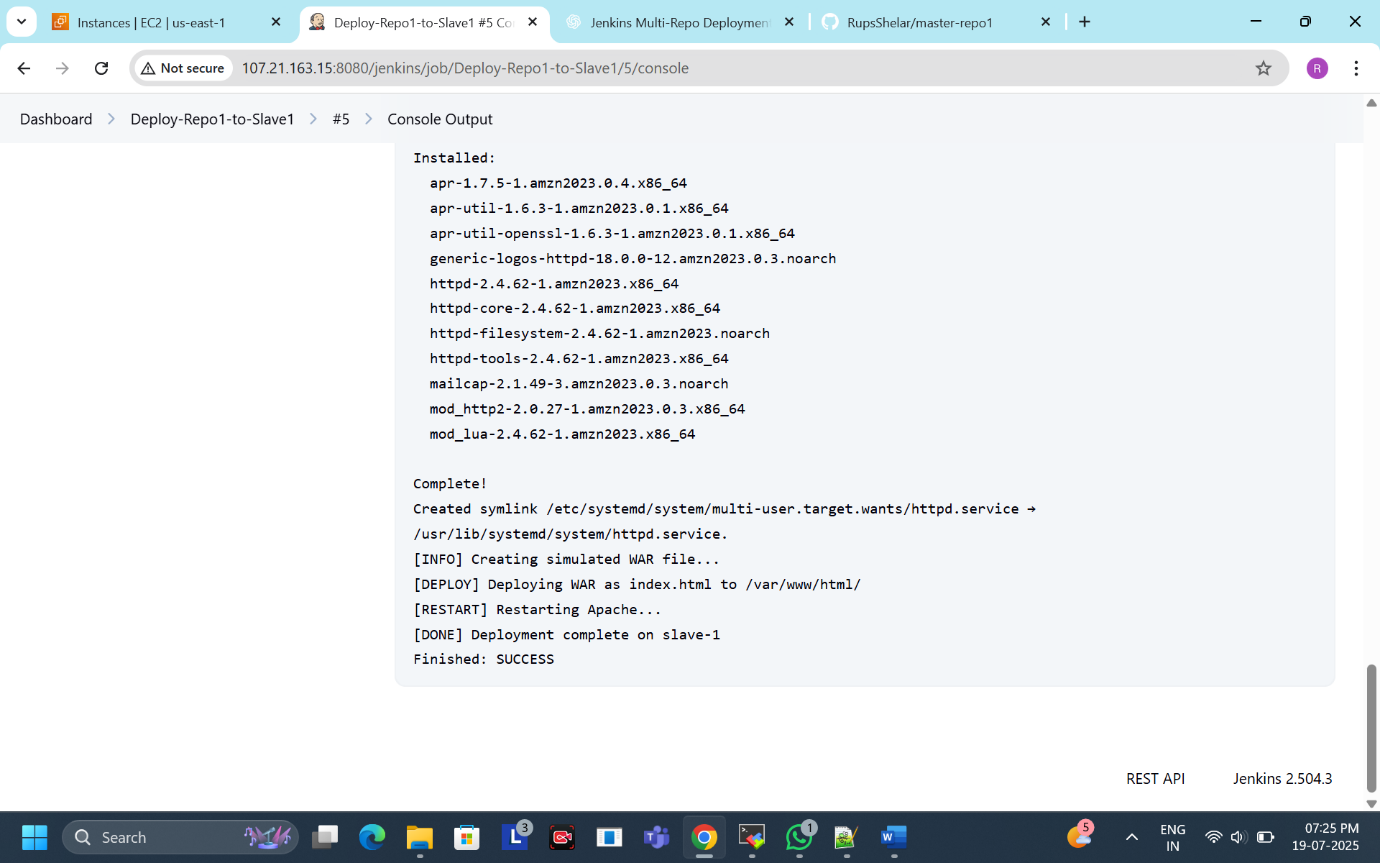 Instances | EC2 | us-east-1
Deploy-Repo1-to-Slave1 #5 Co
Jenkins Multi-Repo Deployment
RupsShelar/master-repo1
Not secure
107.21.163.15:8080/jenkins/job/Deploy-Repo1-to-Slave1/5/console
R
Dashboard > Deploy-Repo1-to-Slave1 > #5 > Console Output
Installed:
apr-1.7.5-1.amzn2023.0.4.x86_64
apr-util-1.6.3-1.amzn2023.0.1.x86_64
apr-util-openssl-1.6.3-1.amzn2023.0.1.x86_64
generic-logos-httpd-18.0.0-12.amzn2023.0.3.noarch
httpd-2.4.62-1.amzn2023.x86_64
httpd-core-2.4.62-1.amzn2023.x86_64
httpd-filesystem-2.4.62-1.amzn2023.noarch
httpd-tools-2.4.62-1.amzn2023.x86_64
mailcap-2.1.49-3.amzn2023.0.3.noarch
mod_http2-2.0.27-1.amzn2023.0.3.x86_64
mod_lua-2.4.62-1.amzn2023.x86_64
Complete!
Created symlink /etc/systemd/system/multi-user.target.wants/httpd.service →
/usr/lib/systemd/system/httpd.service.
[INFO] Creating simulated WAR file...
[DEPLOY] Deploying WAR as index.html to /var/www/html/
[RESTART] Restarting Apache...
[DONE] Deployment complete on slave-1
Finished: SUCCESS
REST API
Jenkins 2.504.3
Search
L
3
T
1
W
5
ENG
IN
07:25 PM
19-07-2025